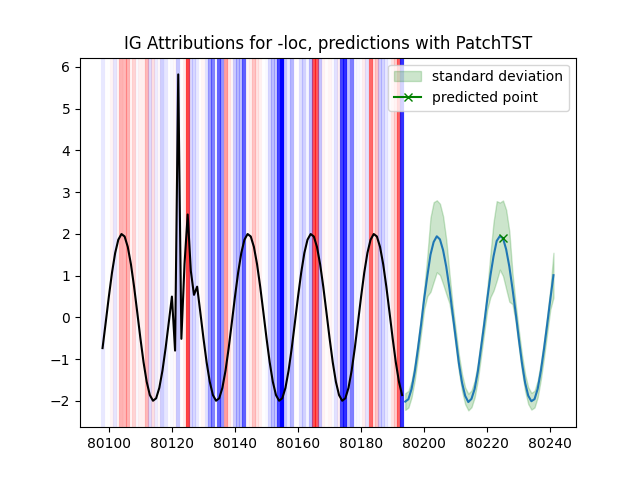 IG Attributions for -loc, predictions with PatchTST
standard deviation
predicted point
6
5
4
3
2
1
0
−1
−2
80100 80120 80140 80160 80180 80200 80220 80240